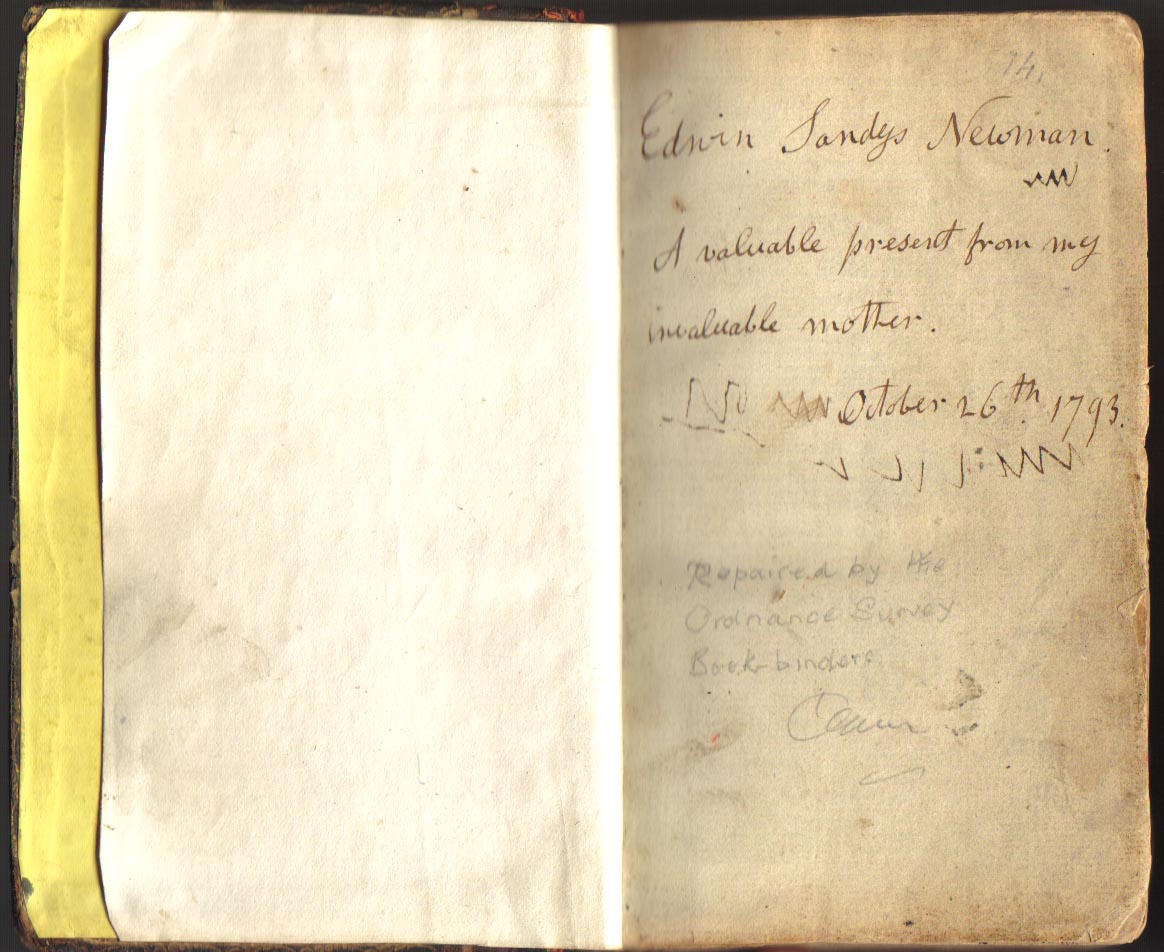 14,
Edwin Sandys Newman.
A valuable present from my
invaluable mother.
October 26th. 1793.
Repaired by the
Ordnance Survey
Book-binders